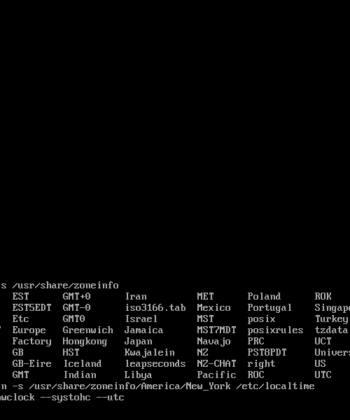 s /usr/share/zoneinfo
EST GMT+0 Iran MET Poland ROK
EST5EDT GMT-0 iso3166.tab Mexico Portugal Singapo
Etc GMT0 Israel MST posix Turkey
Europe Greenwich Jamaica MST7MDT posixrules tzdata
Factory Hongkong Japan Navajo PRC UCT
GB HST Kwajalein NZ PST8PDT Univers
GB-Eire Iceland leapseconds NZ-CHAT right US
GMT Indian Libya Pacific ROC UTC
n -s /usr/share/zoneinfo/America/New_York /etc/localtime
wclock --systohc --utc